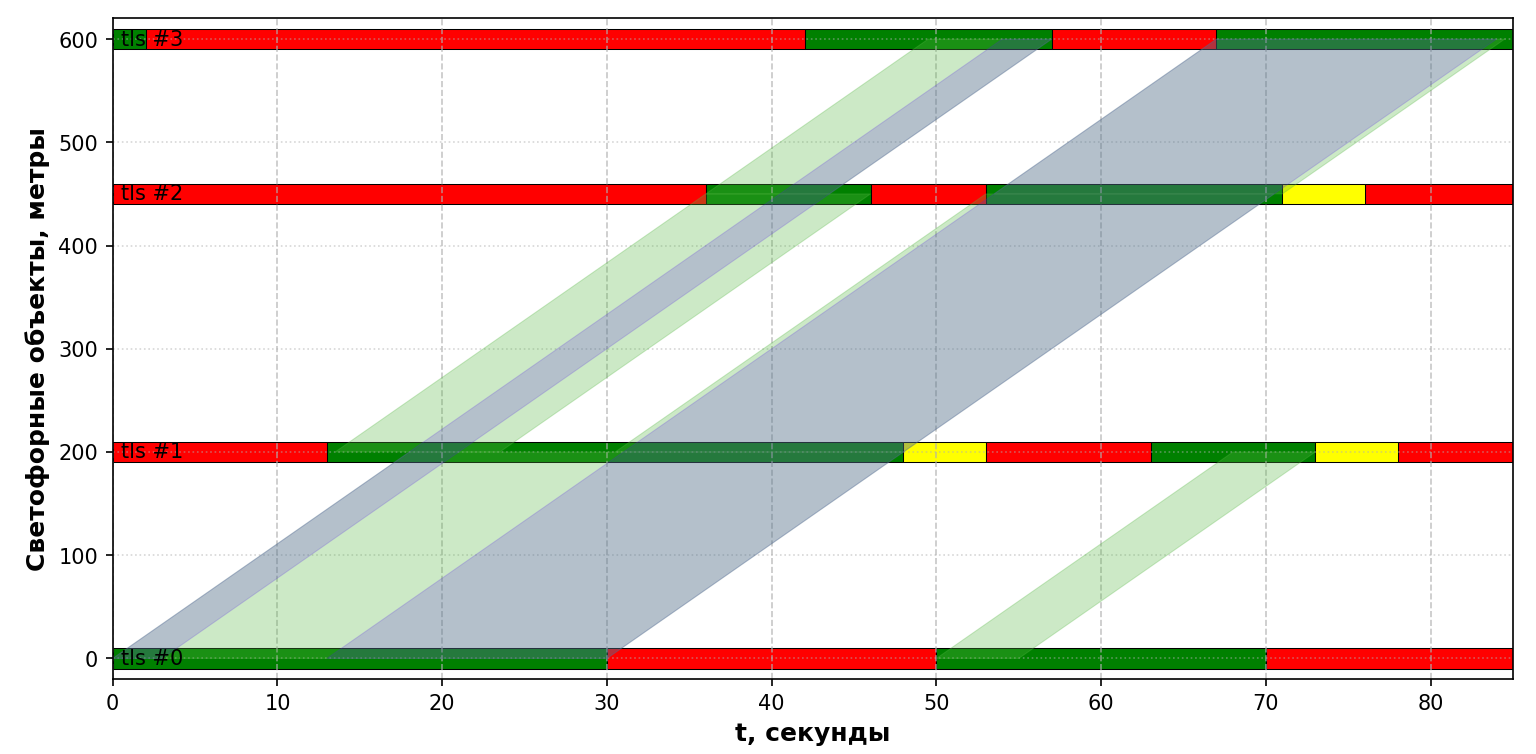 600
tls #3
500
tls #2
400
300
tls #1
200
100
tls #0
0
0 10 20 30 40 50 60 70 80
t, секунды
Светофорные объекты, метры